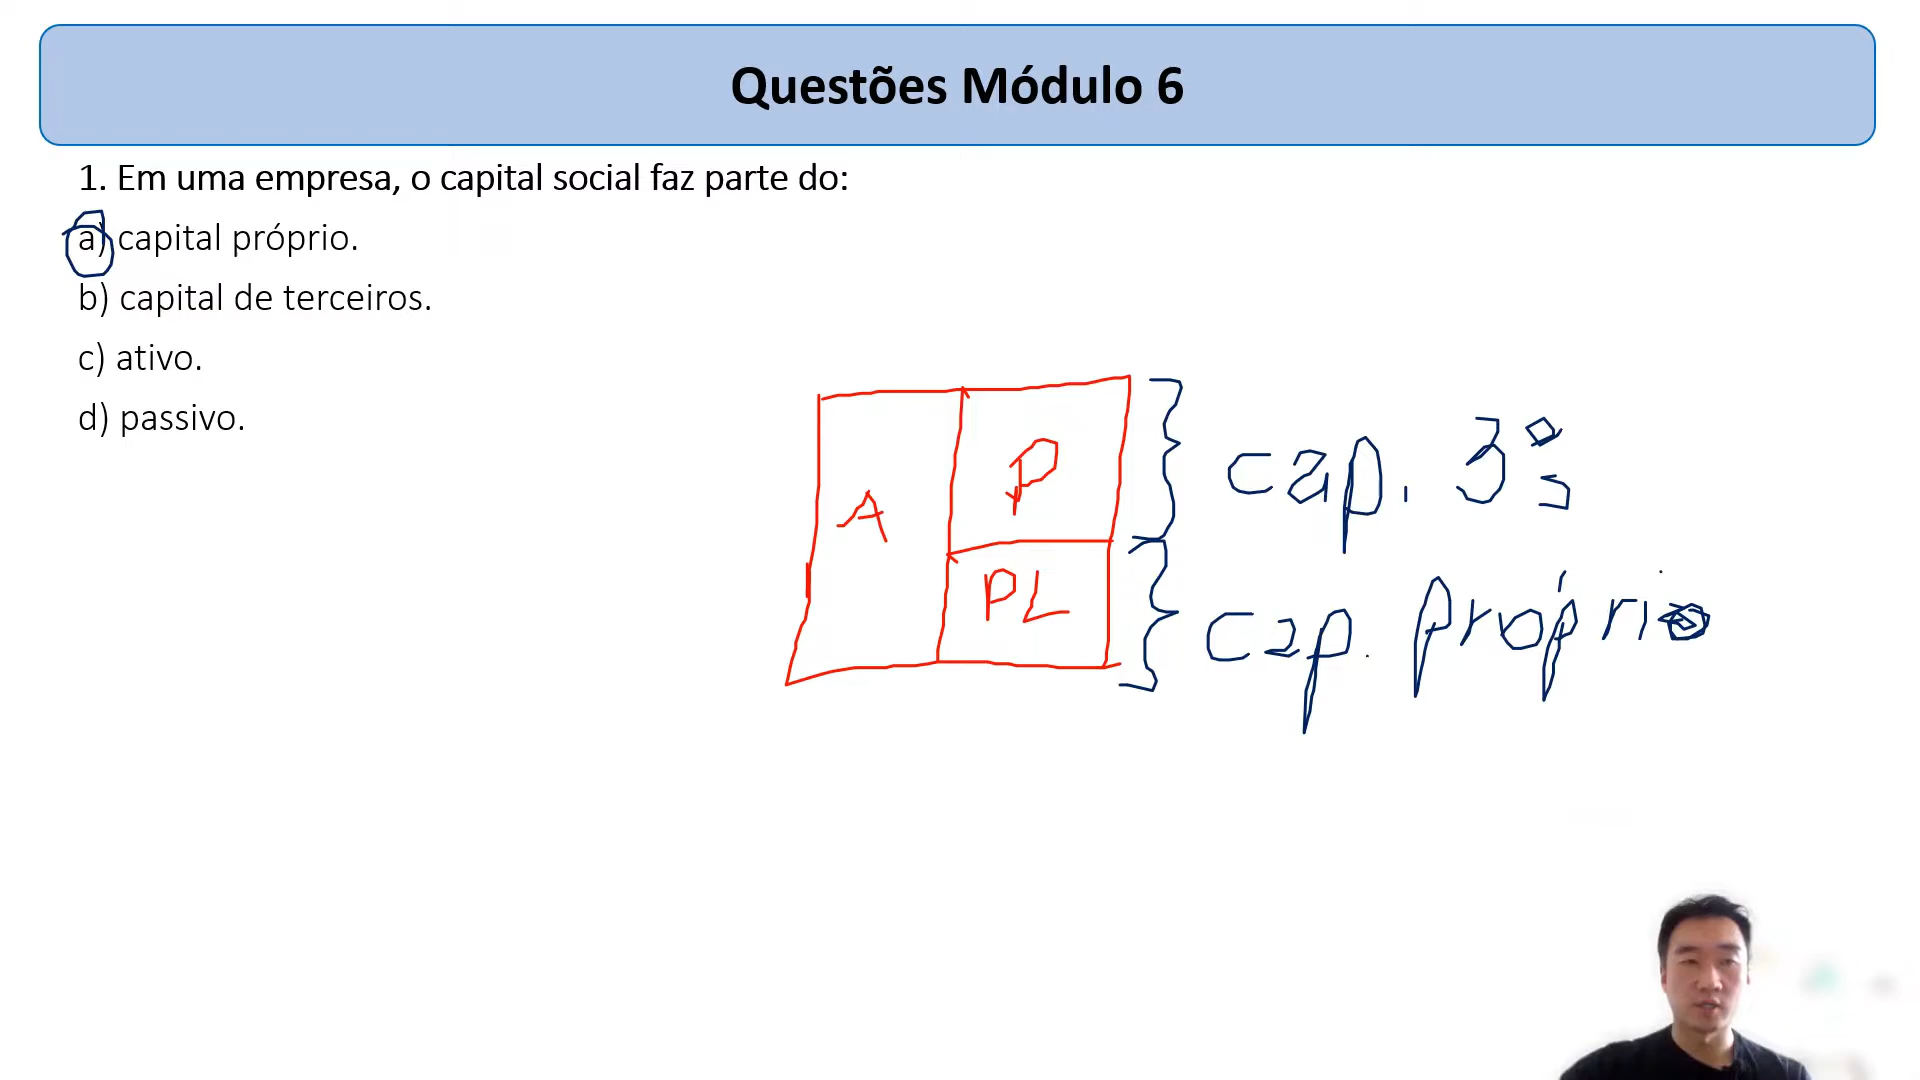 Questões Módulo 6
1. Em uma empresa, o capital social faz parte do:
a) capital próprio.
b) capital de terceiros.
c) ativo.
d) passivo.
A
P
PL
cap. 3ºs
cap. próprio